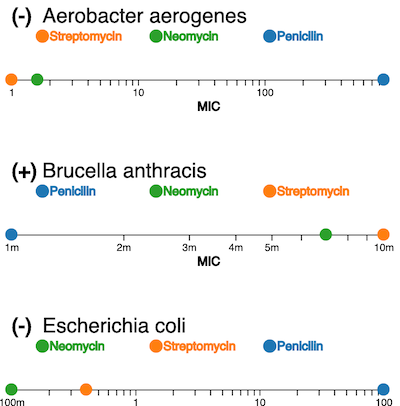 (-) Aerobacter aerogenes
Streptomycin Neomycin Penicilin
1 10 100
MIC
(+) Brucella anthracis
Penicilin Neomycin Streptomycin
1m 2m 3m 4m 5m 10m
MIC
(-) Escherichia coli
Neomycin Streptomycin Penicilin
100m 1 10 100